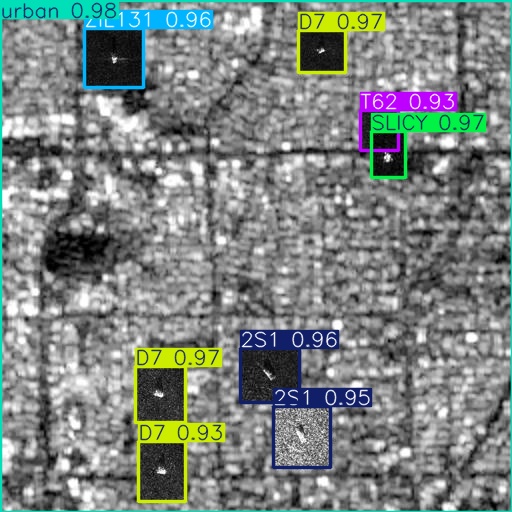 urban 0.98
ZIL131 0.96
D7 0.97
T62 0.93
SLICY 0.97
2S1 0.96
D7 0.97
2S1 0.95
D7 0.93